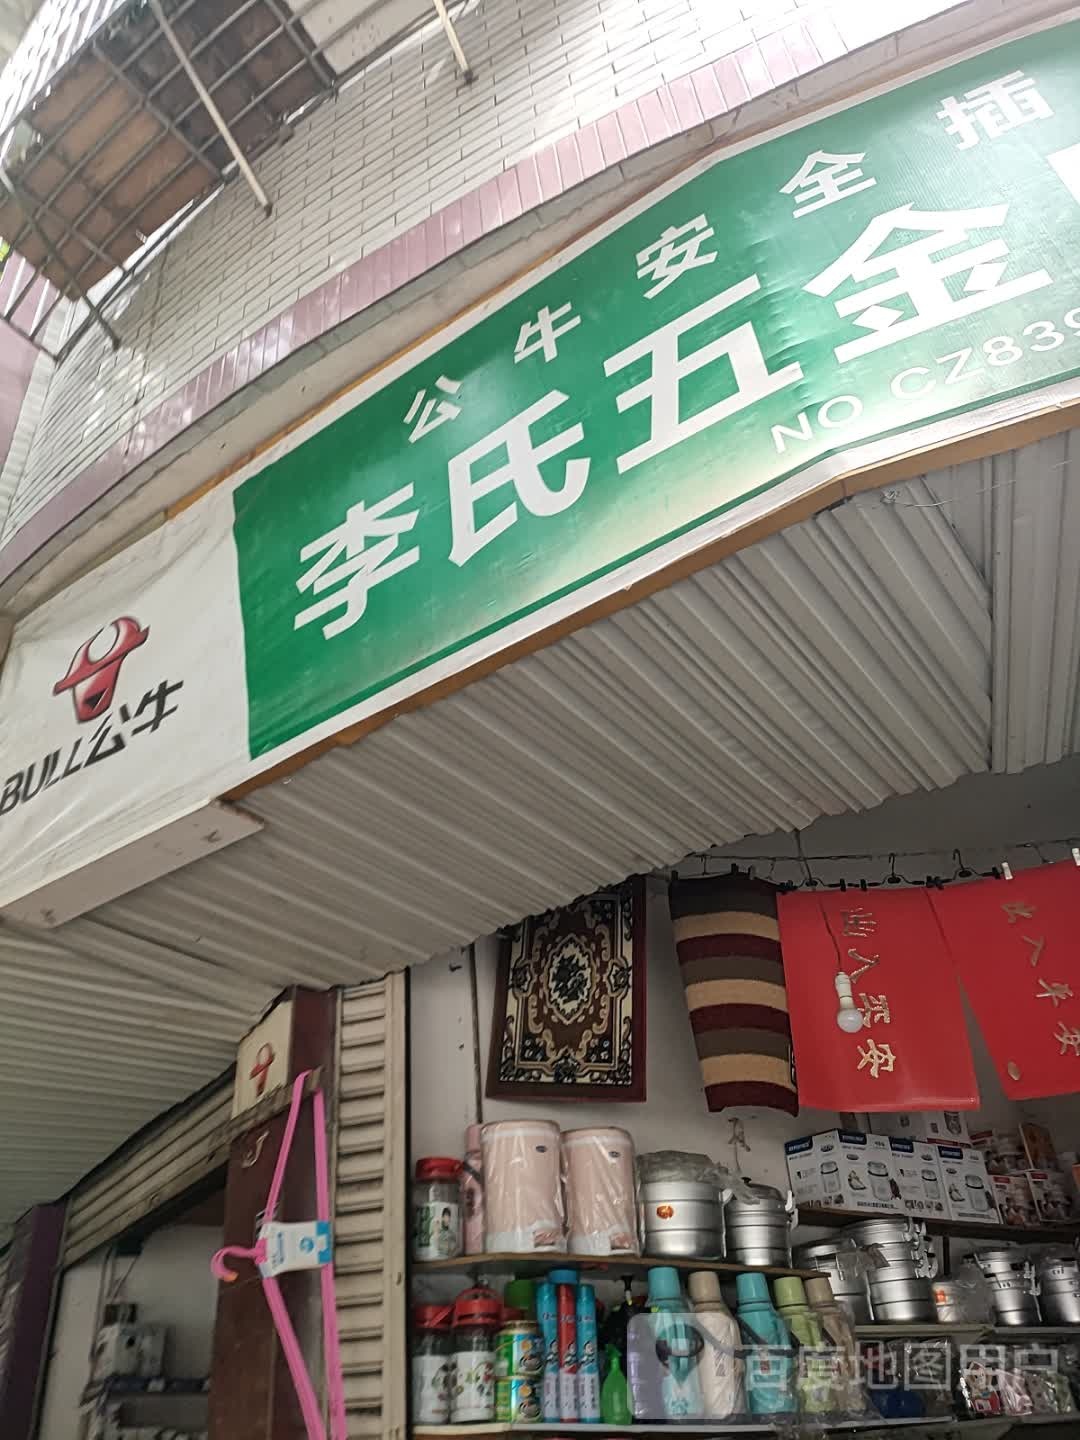 公牛安全插
李氏五金
NO CZ839
BULL公牛
出入平安
出入平安
百度地图用户